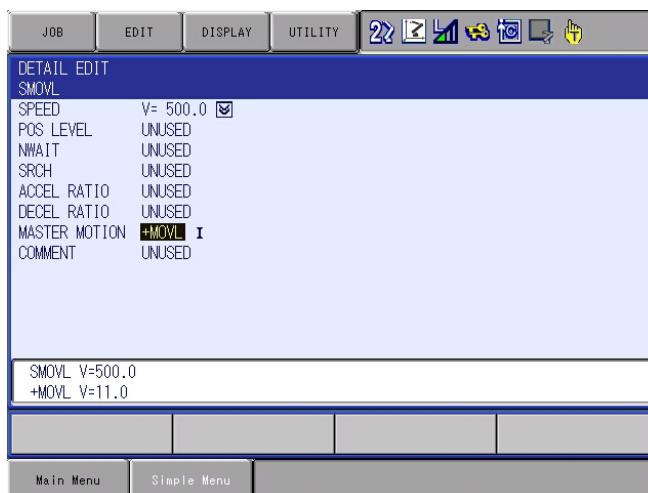 JOB EDIT DISPLAY UTILITY
DETAIL EDIT
SMOVL
SPEED V= 500.0
POS LEVEL UNUSED
NWAIT UNUSED
SRCH UNUSED
ACCEL RATIO UNUSED
DECEL RATIO UNUSED
MASTER MOTION +MOVL
COMMENT UNUSED
SMOVL V=500.0
+MOVL V=11.0
Main Menu Simple Menu